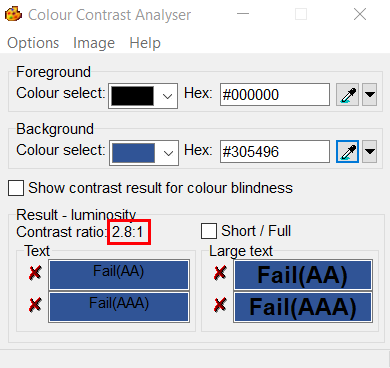 Colour Contrast Analyser
Options Image Help
Foreground
Colour select: Hex: #000000
Background
Colour select: Hex: #305496
Show contrast result for colour blindness
Result - luminosity
Contrast ratio: 2.8:1 Short / Full
Text Large text
Fail(AA) Fail(AA)
Fail(AAA) Fail(AAA)